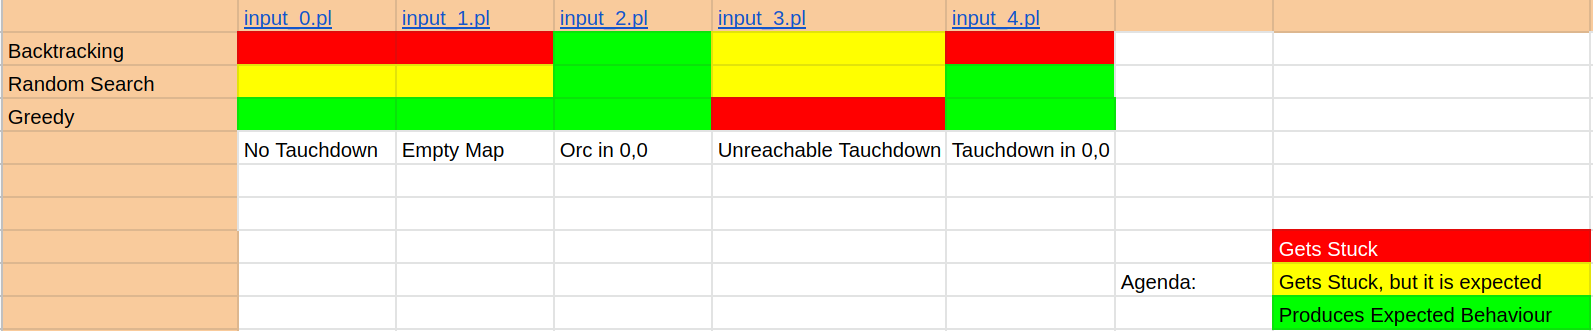 input_0.pl input_1.pl input_2.pl input_3.pl input_4.pl
Backtracking
Random Search
Greedy
No Tauchdown Empty Map Orc in 0,0 Unreachable Tauchdown Tauchdown in 0,0
Gets Stuck
Agenda: Gets Stuck, but it is expected
Produces Expected Behaviour